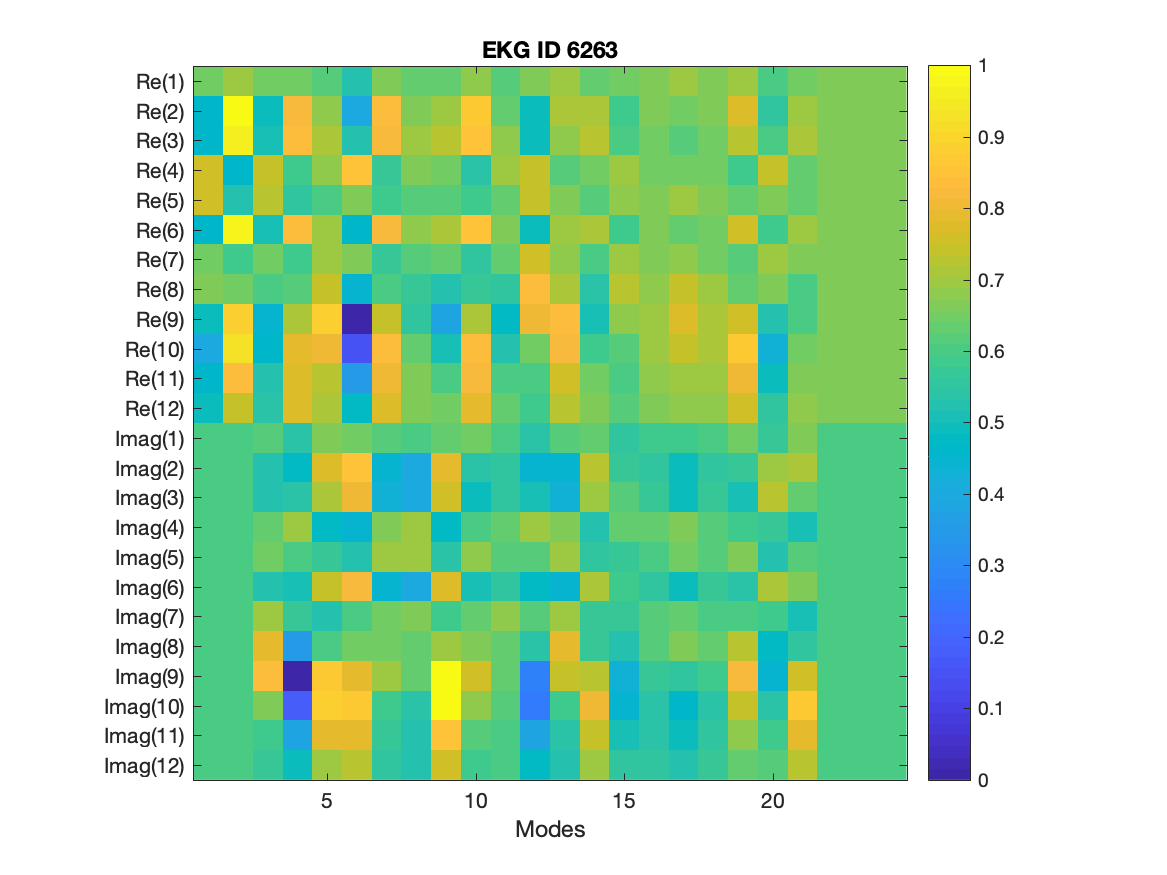 EKG ID 6263
Re(1)
Re(2)
Re(3)
Re(4)
Re(5)
Re(6)
Re(7)
Re(8)
Re(9)
Re(10)
Re(11)
Re(12)
Imag(1)
Imag(2)
Imag(3)
Imag(4)
Imag(5)
Imag(6)
Imag(7)
Imag(8)
Imag(9)
Imag(10)
Imag(11)
Imag(12)
5 10 15 20
Modes
1
0.9
0.8
0.7
0.6
0.5
0.4
0.3
0.2
0.1
0